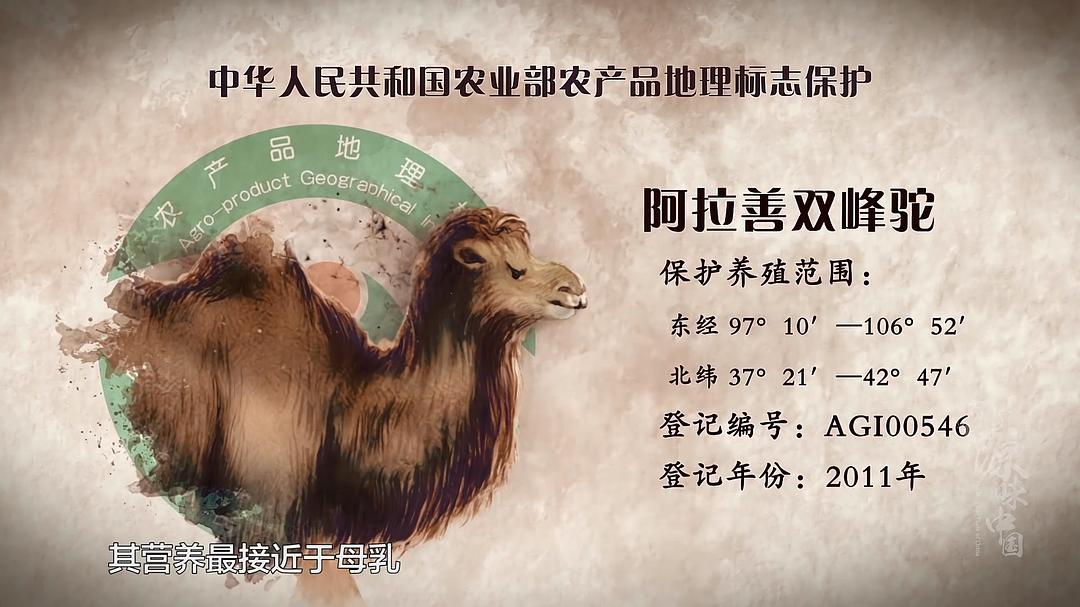 中华人民共和国农业部农产品地理标志保护
农产品地理
Agro-product Geographical In
阿拉善双峰驼
保护养殖范围：
东经 97° 10′ —106° 52′
北纬 37° 21′ —42° 47′
登记编号：AGI00546
登记年份：2011年
源味中国
其营养最接近于母乳